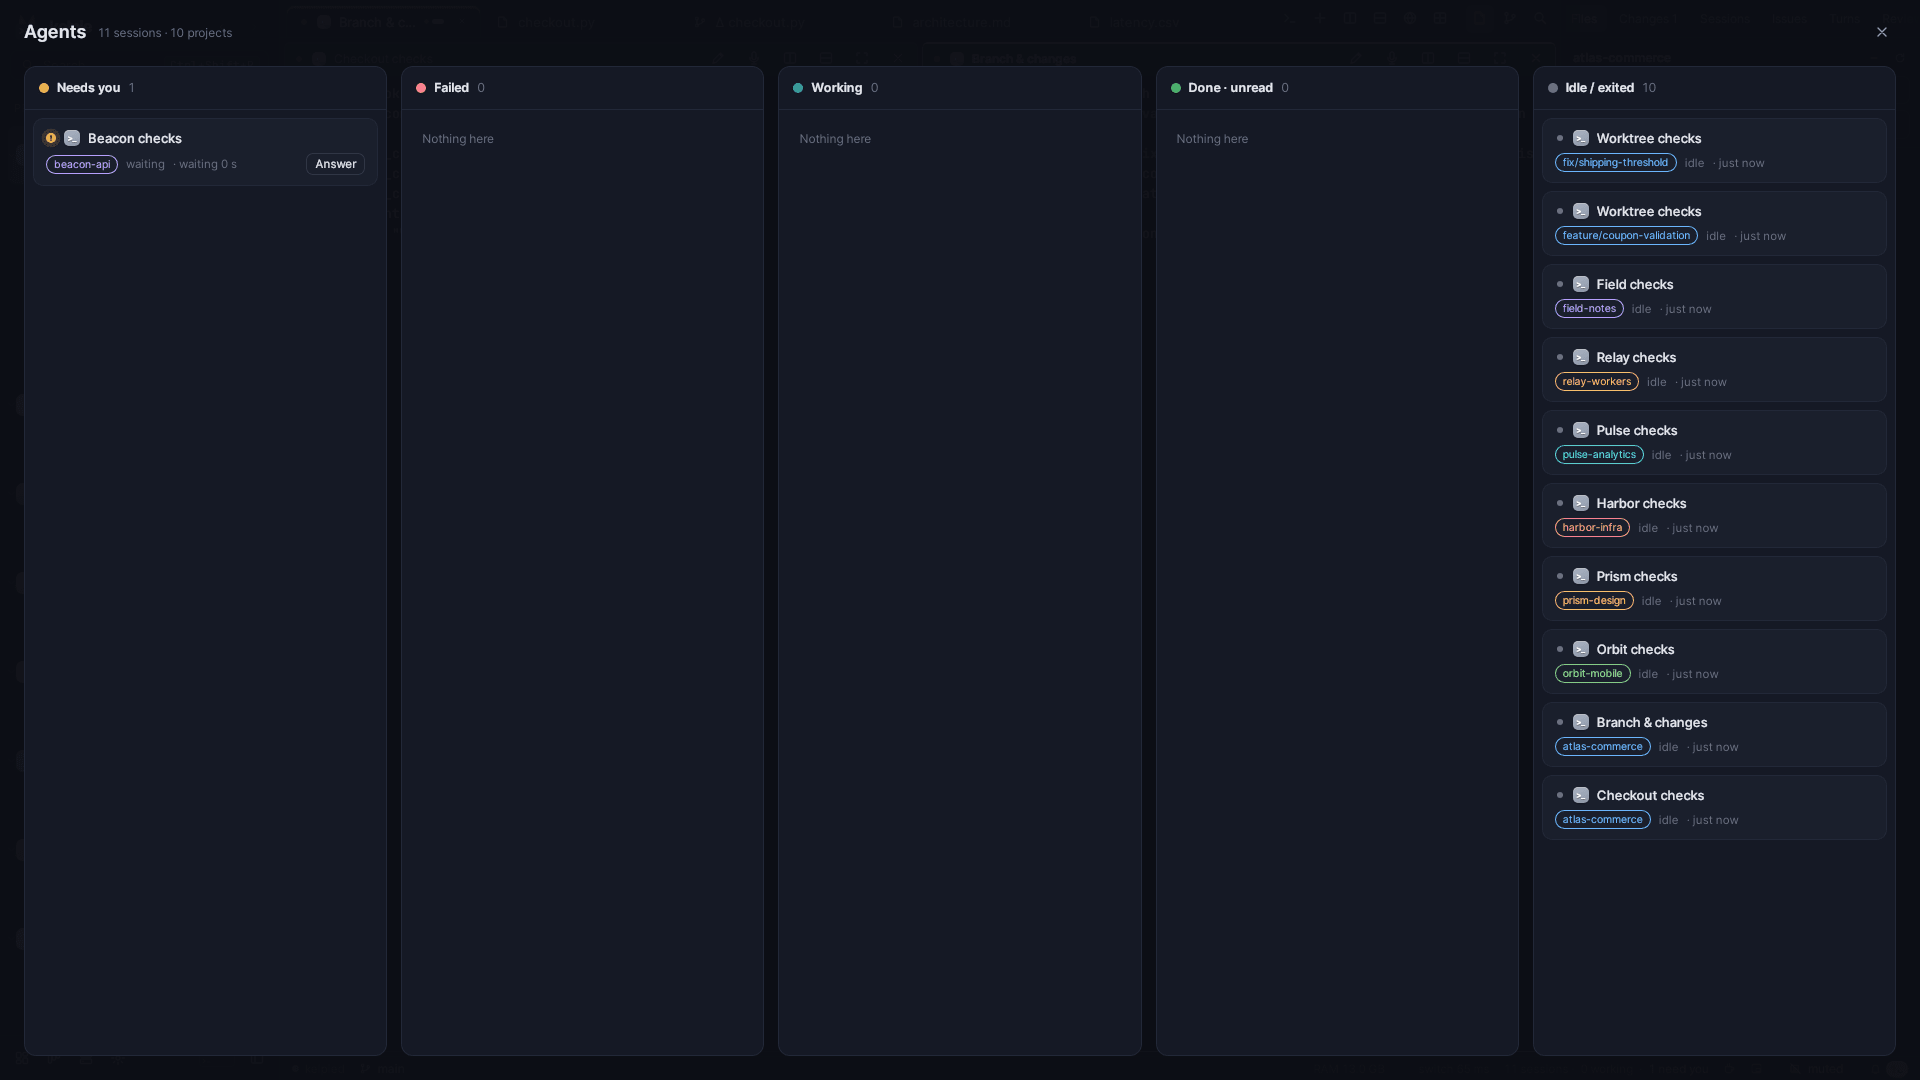 Agents 11 sessions · 10 projects
Needs you 1
Beacon checks
beacon-api waiting · waiting 0 s Answer
Failed 0
Nothing here
Working 0
Nothing here
Done · unread 0
Nothing here
Idle / exited 10
Worktree checks
fix/shipping-threshold idle · just now
Worktree checks
feature/coupon-validation idle · just now
Field checks
field-notes idle · just now
Relay checks
relay-workers idle · just now
Pulse checks
pulse-analytics idle · just now
Harbor checks
harbor-infra idle · just now
Prism checks
prism-design idle · just now
Orbit checks
orbit-mobile idle · just now
Branch & changes
atlas-commerce idle · just now
Checkout checks
atlas-commerce idle · just now